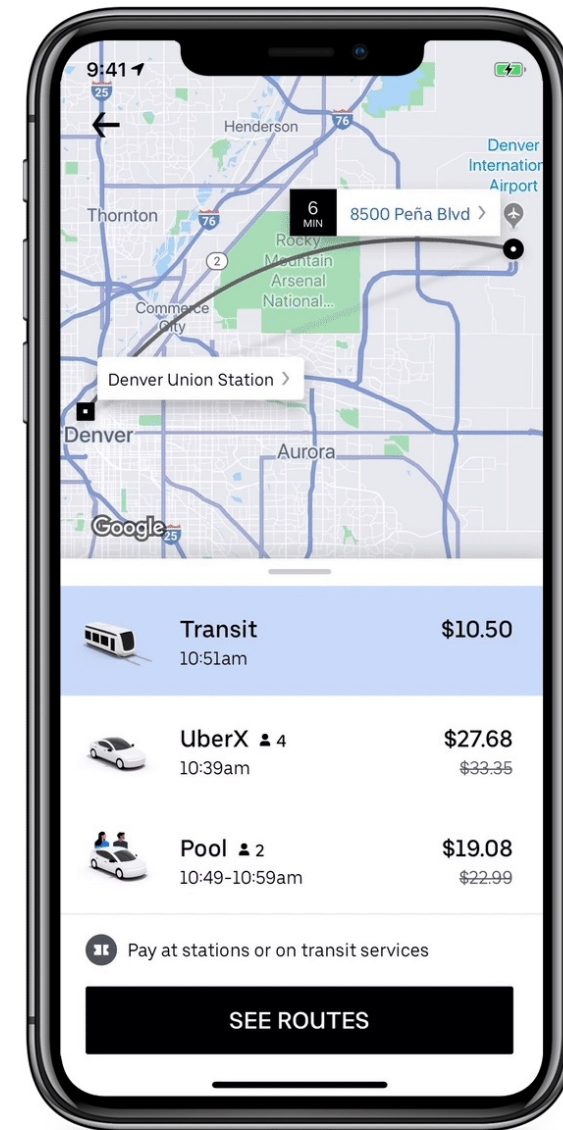 9:41
25
Henderson
76
Denver
International
Airport
6
MIN
8500 Peña Blvd
Thornton
76
2
Rocky
Mountain
Arsenal
National...
Commerce
City
Denver Union Station
Denver
Aurora
Google
25
Transit
$10.50
10:51am
UberX 4
$27.68
10:39am
$33.35
Pool 2
$19.08
10:49-10:59am
$22.99
Pay at stations or on transit services
SEE ROUTES